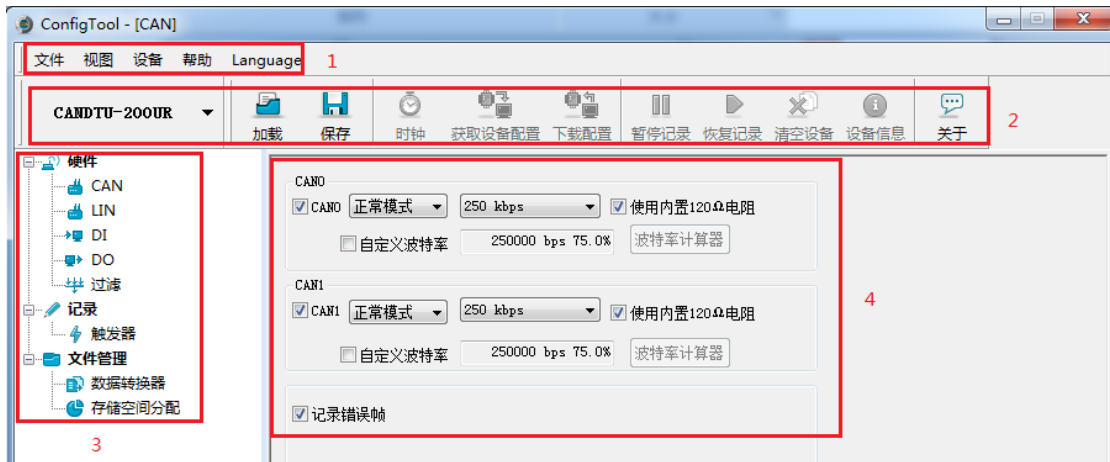 ConfigTool - [CAN]
文件 视图 设备 帮助 Language 1
CANDTU-200UR 加载 保存 时钟 获取设备配置 下载配置 暂停记录 恢复记录 清空设备 设备信息 关于 2
硬件
CAN
LIN
DI
DO
过滤
记录
触发器
文件管理
数据转换器
存储空间分配
3
CAN0
CAN0 正常模式 250 kbps 使用内置120Ω电阻
自定义波特率 250000 bps 75.0% 波特率计算器
CAN1
CAN1 正常模式 250 kbps 使用内置120Ω电阻
自定义波特率 250000 bps 75.0% 波特率计算器
记录错误帧
4